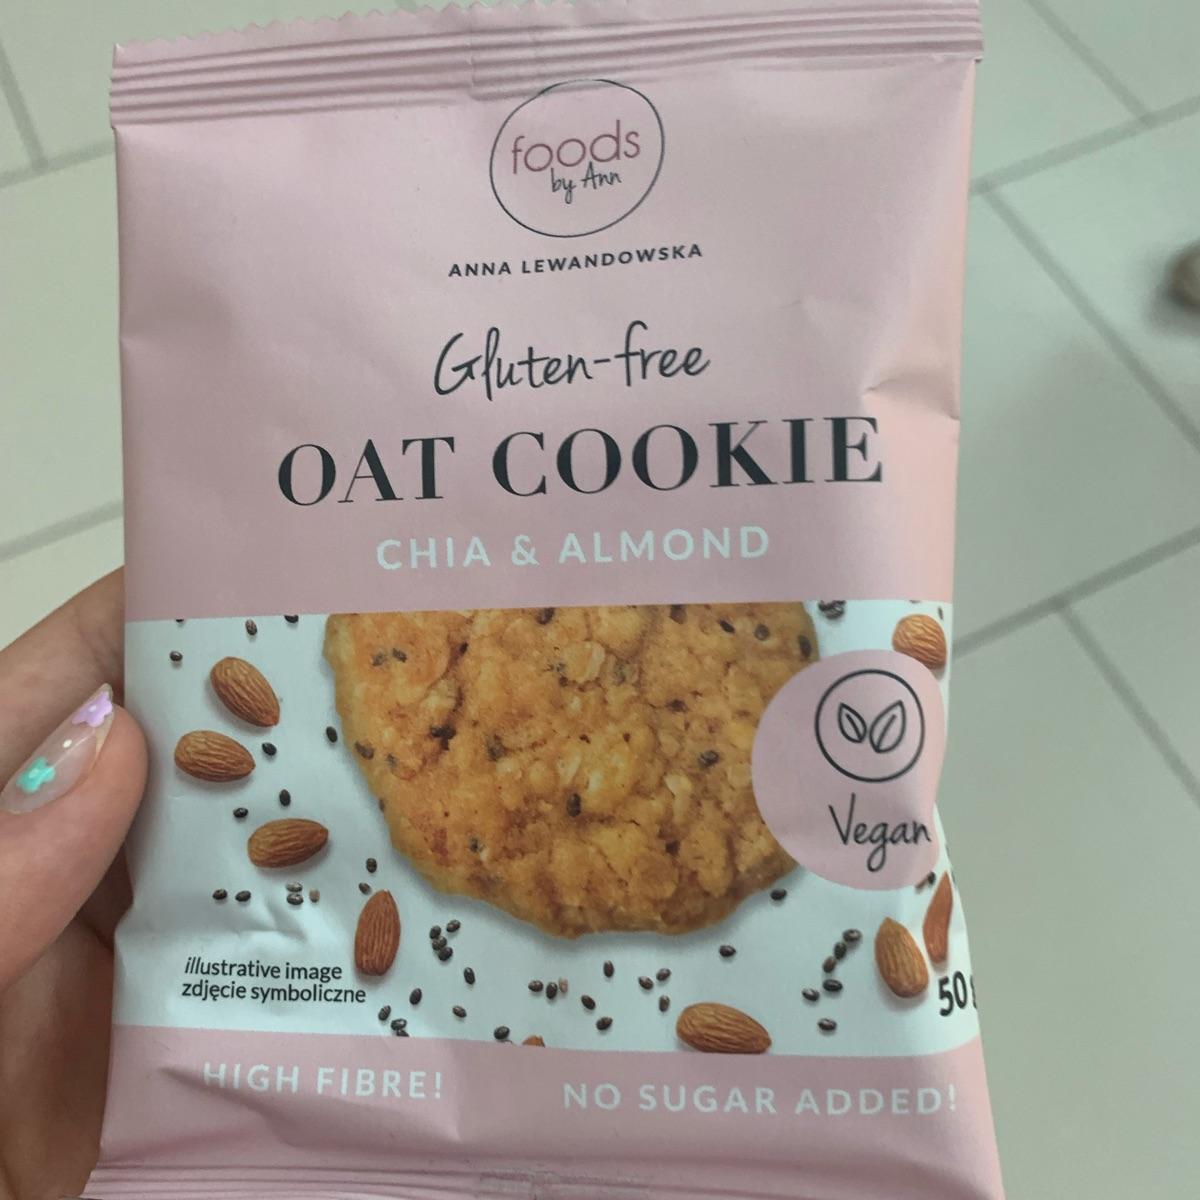 foods
by Ann
ANNA LEWANDOWSKA
Gluten-free
OAT COOKIE
CHIA & ALMOND
Vegan
illustrative image
zdjęcie symboliczne
50 g
HIGH FIBRE!
NO SUGAR ADDED!